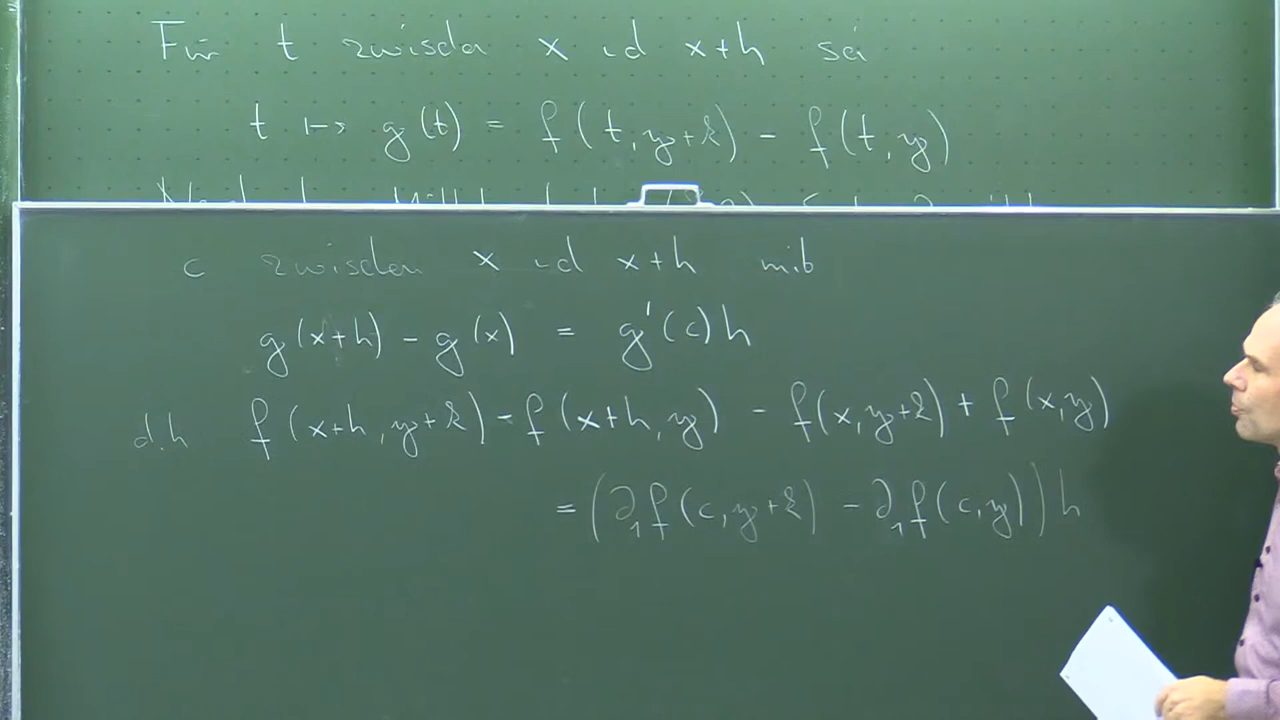 Für t zwischen x und x+h sei
t ↦ g(t) = f(t, y+k) - f(t, y)
c zwischen x und x+h mit
g(x+h) - g(x) = g'(c)h
d.h f(x+h, y+k) - f(x+h, y) - f(x, y+k) + f(x,y)
= (∂₁f(c, y+k) - ∂₁f(c, y))h